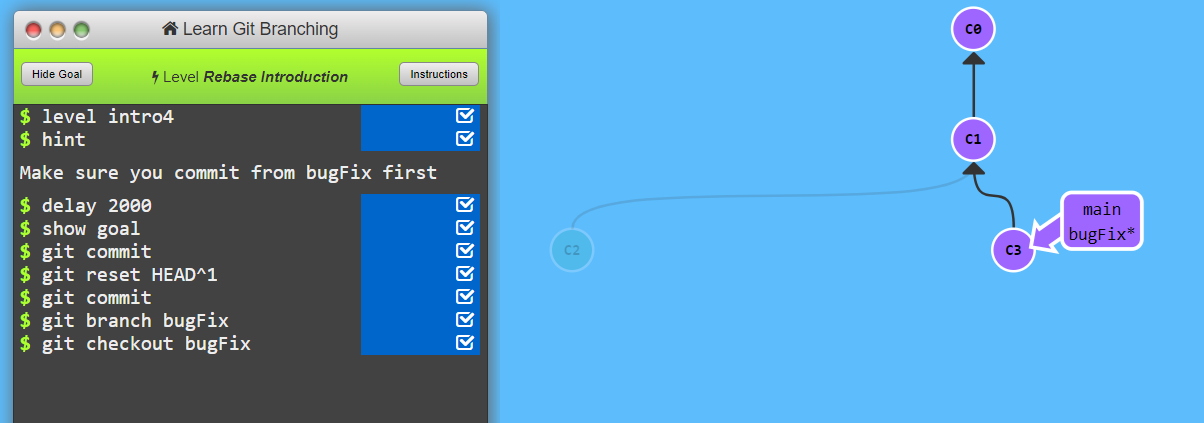 Learn Git Branching
Hide Goal
Level Rebase Introduction
Instructions
$ level intro4
$ hint
Make sure you commit from bugFix first
$ delay 2000
$ show goal
$ git commit
$ git reset HEAD^1
$ git commit
$ git branch bugFix
$ git checkout bugFix
C0
C1
C2
C3
main
bugFix*